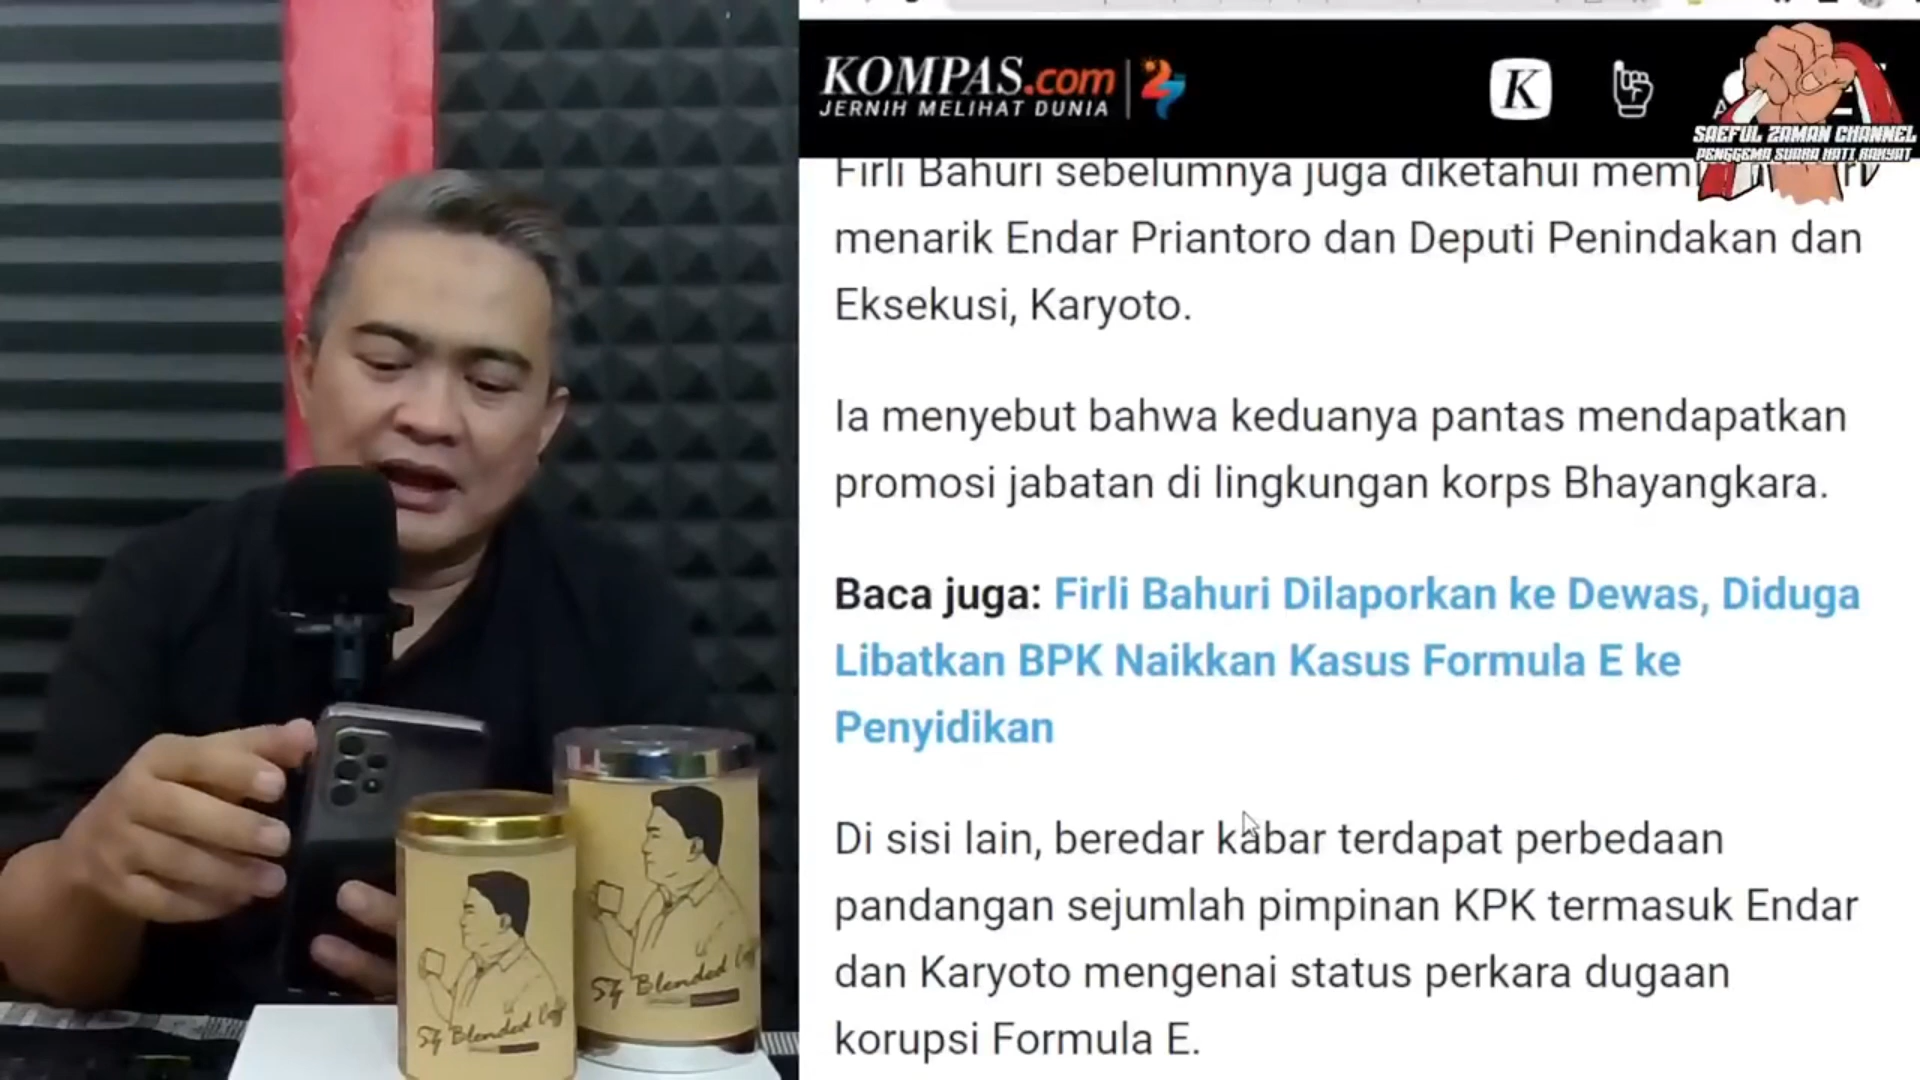 KOMPAS.com
JERNIH MELIHAT DUNIA
K
SAEFUL ZAMAN CHANNEL
PENGGEMA SUARA HATI RAKYAT
Firli Bahuri sebelumnya juga diketahui
menarik Endar Priantoro dan Deputi Penindakan dan
Eksekusi, Karyoto.
Ia menyebut bahwa keduanya pantas mendapatkan
promosi jabatan di lingkungan korps Bhayangkara.
Baca juga: Firli Bahuri Dilaporkan ke Dewas, Diduga
Libatkan BPK Naikkan Kasus Formula E ke
Penyidikan
Di sisi lain, beredar kabar terdapat perbedaan
pandangan sejumlah pimpinan KPK termasuk Endar
dan Karyoto mengenai status perkara dugaan
korupsi Formula E.
Blended
Blended